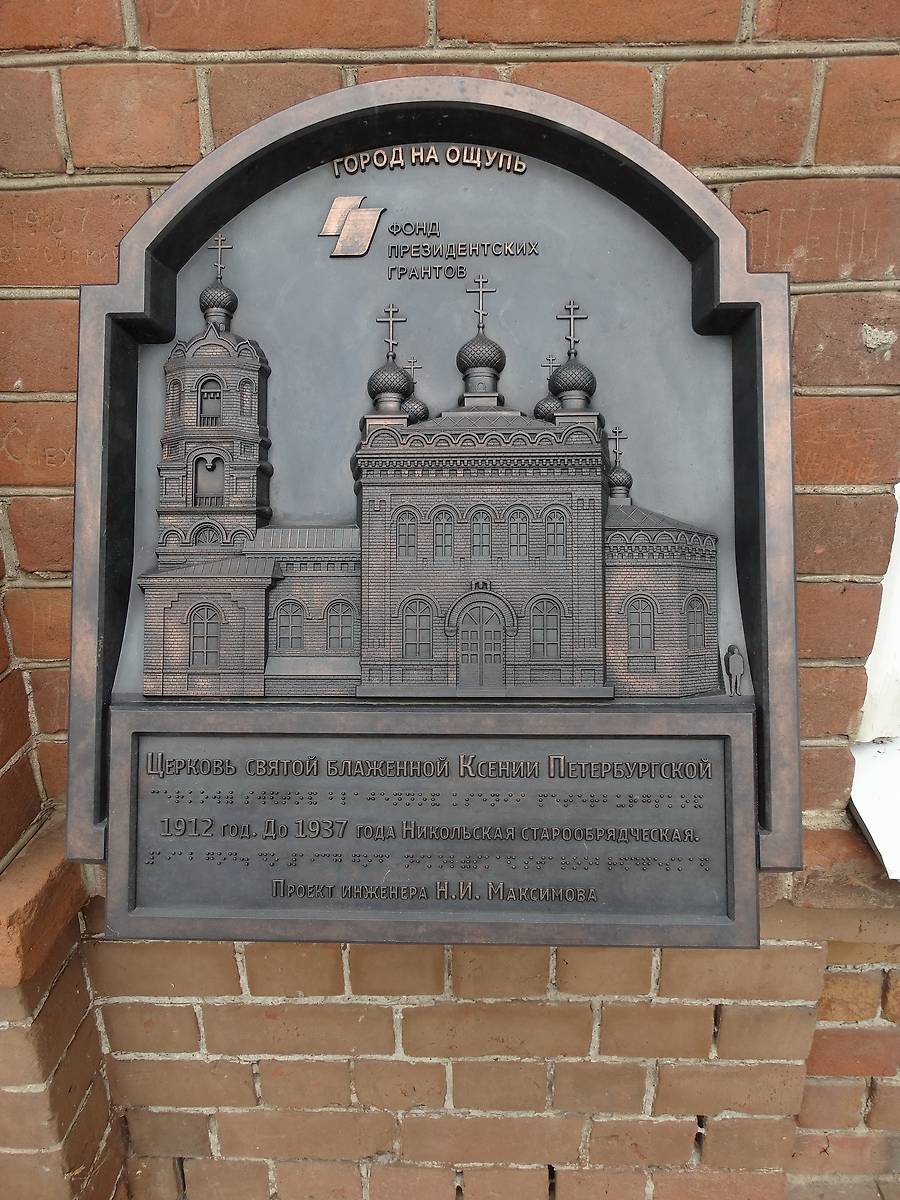 ГОРОД НА ОЩУПЬ
ФОНД
ПРЕЗИДЕНТСКИХ
ГРАНТОВ
Церковь святой блаженной Ксении Петербургской
1912 год. До 1937 года Никольская старообрядческая.
Проект инженера Н.И. Максимова